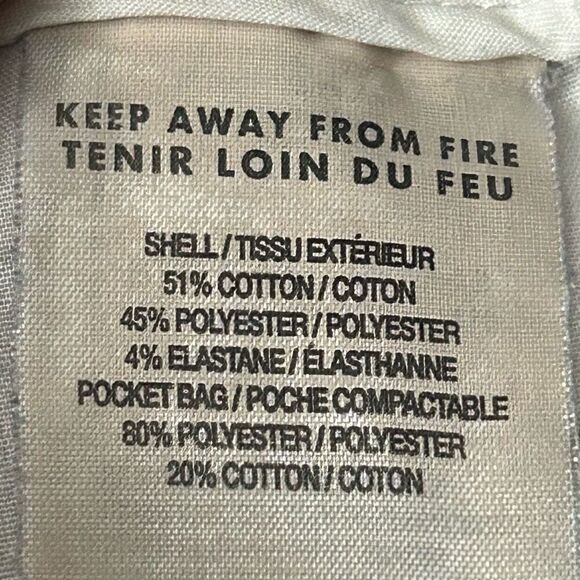 KEEP AWAY FROM FIRE
TENIR LOIN DU FEU
SHELL/TISSU EXTÉRIEUR
51% COTTON/COTON
45% POLYESTER/POLYESTER
4% ELASTANE/ÉLASTHANNE
POCKET BAG/POCHE COMPACTABLE
80% POLYESTER/POLYESTER
20% COTTON/COTON